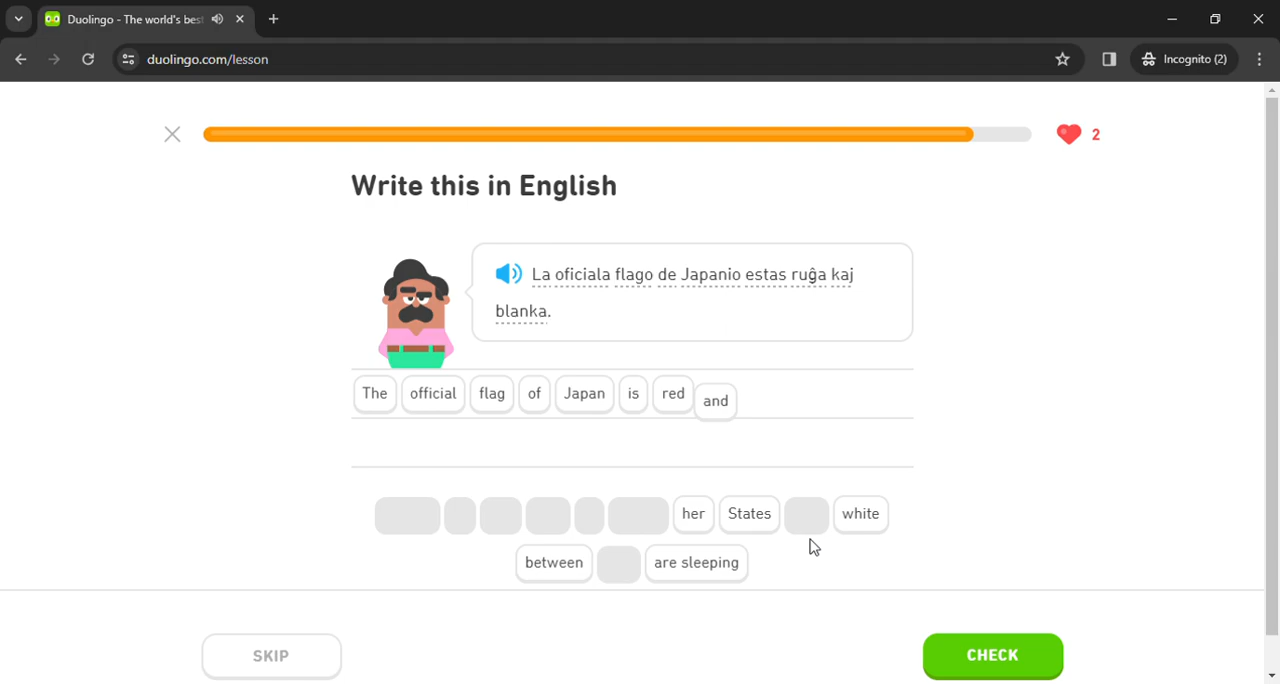 Duolingo - The world's best
duolingo.com/lesson
Incognito (2)
2
Write this in English
La oficiala flago de Japanio estas ruĝa kaj
blanka.
The official flag of Japan is red and
her States white
between are sleeping
SKIP CHECK